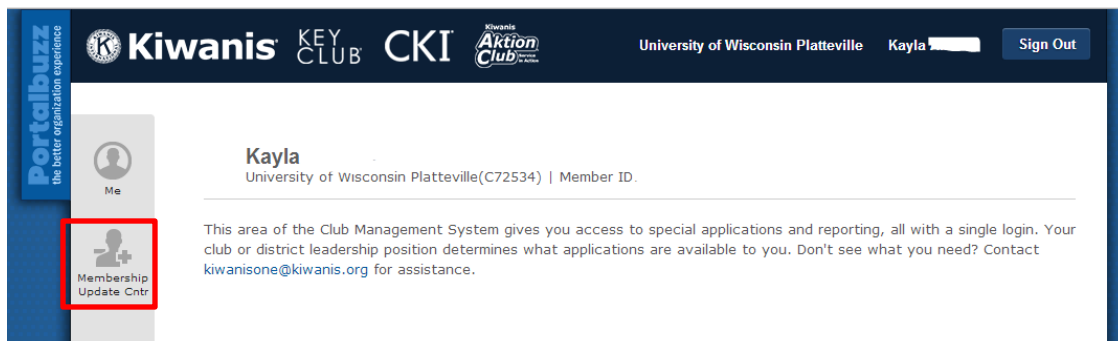 Portalbuzz
the better organization experience
Kiwanis
KEY CLUB
CKI
Kiwanis
Aktion
Club
Service in Action
University of Wisconsin Platteville Kayla
Sign Out
Me
Membership
Update Cntr
Kayla
University of Wisconsin Platteville(C72534) | Member ID.
This area of the Club Management System gives you access to special applications and reporting, all with a single login. Your
club or district leadership position determines what applications are available to you. Don't see what you need? Contact
kiwanisone@kiwanis.org for assistance.